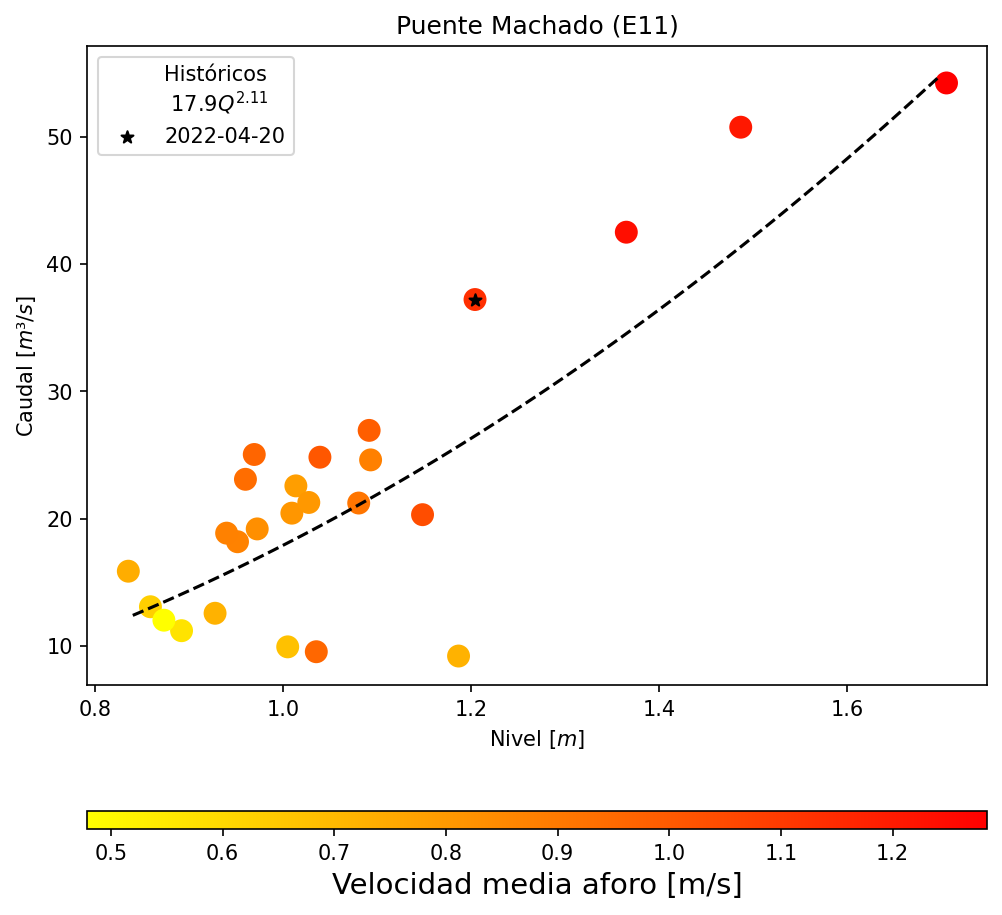 Puente Machado (E11)
Históricos
17.9Q^2.11
2022-04-20
Caudal [m³/s]
50
40
30
20
10
0.8 1.0 1.2 1.4 1.6
Nivel [m]
0.5 0.6 0.7 0.8 0.9 1.0 1.1 1.2
Velocidad media aforo [m/s]